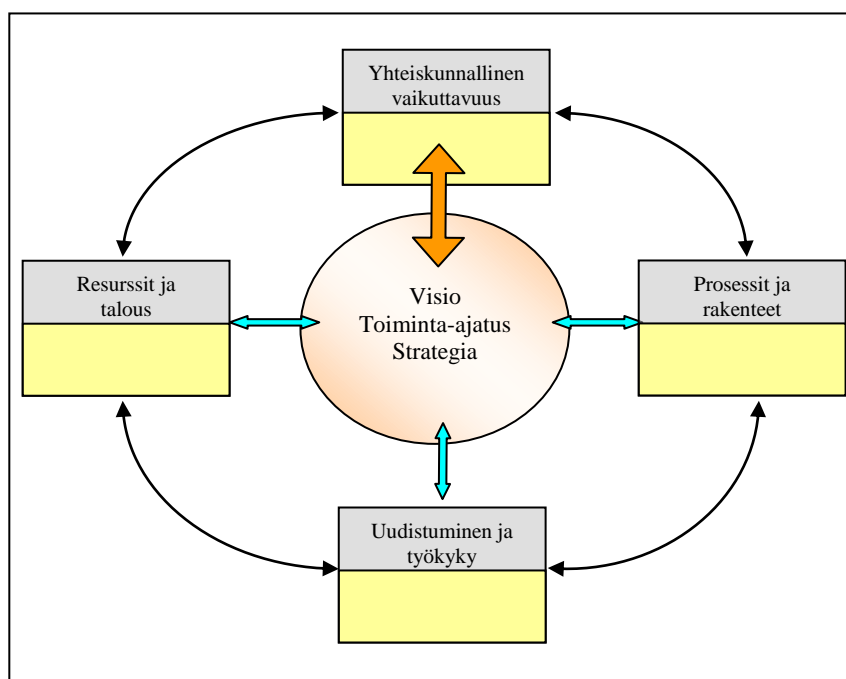 Yhteiskunnallinen
vaikuttavuus
Resurssit ja
talous
Visio
Toiminta-ajatus
Strategia
Prosessit ja
rakenteet
Uudistuminen ja
työkyky